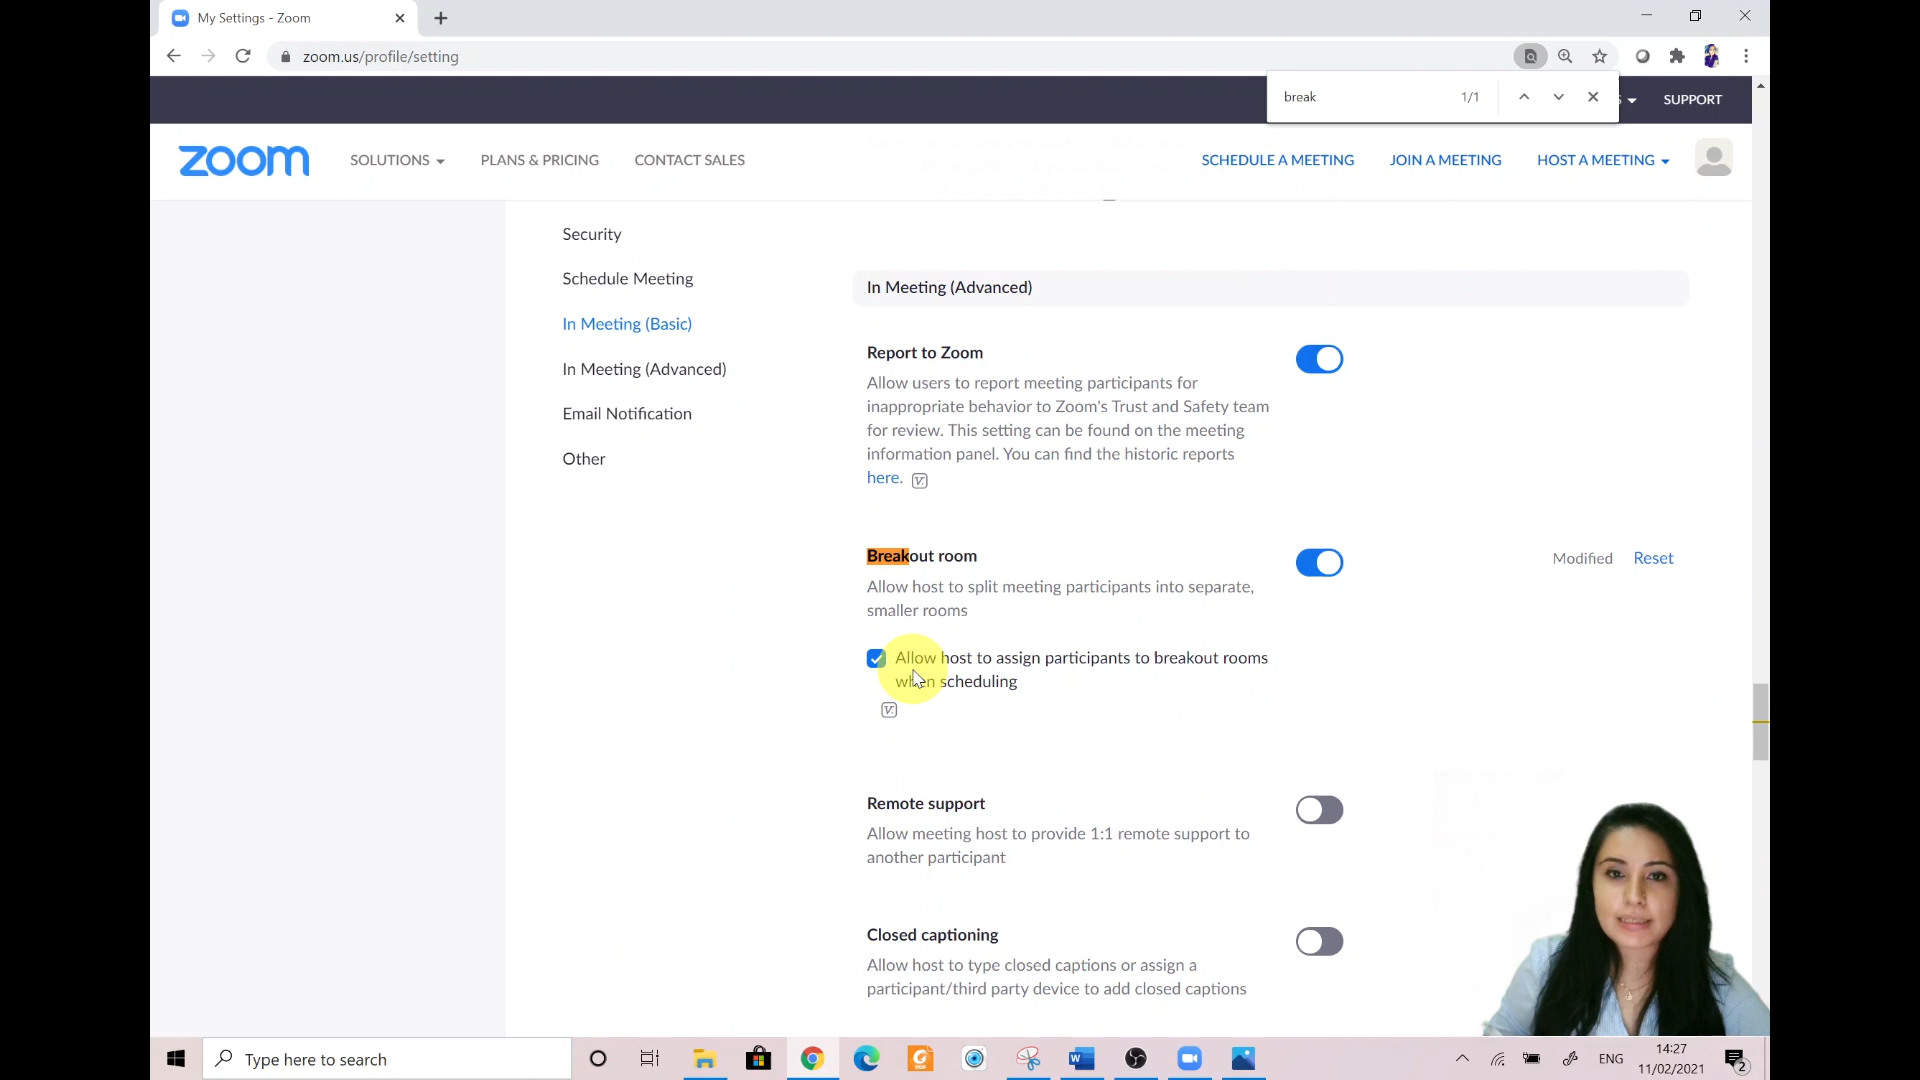 My Settings - Zoom
zoom.us/profile/setting
break 1/1
SUPPORT
zoom SOLUTIONS PLANS & PRICING CONTACT SALES SCHEDULE A MEETING JOIN A MEETING HOST A MEETING
Security
Schedule Meeting
In Meeting (Basic)
In Meeting (Advanced)
Email Notification
Other
In Meeting (Advanced)
Report to Zoom
Allow users to report meeting participants for
inappropriate behavior to Zoom's Trust and Safety team
for review. This setting can be found on the meeting
information panel. You can find the historic reports
here.
Breakout room
Modified Reset
Allow host to split meeting participants into separate,
smaller rooms
Allow host to assign participants to breakout rooms
when scheduling
Remote support
Allow meeting host to provide 1:1 remote support to
another participant
Closed captioning
Allow host to type closed captions or assign a
participant/third party device to add closed captions
Type here to search
ENG
14:27
11/02/2021
2